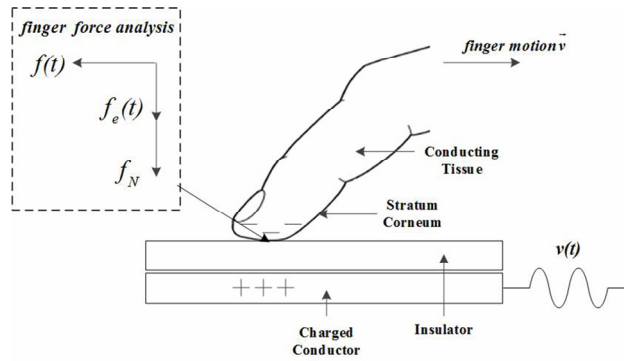 finger force analysis
f(t)
f_e(t)
f_N
finger motion v⃗
Conducting
Tissue
Stratum
Corneum
v(t)
+ + +
Charged
Conductor
Insulator